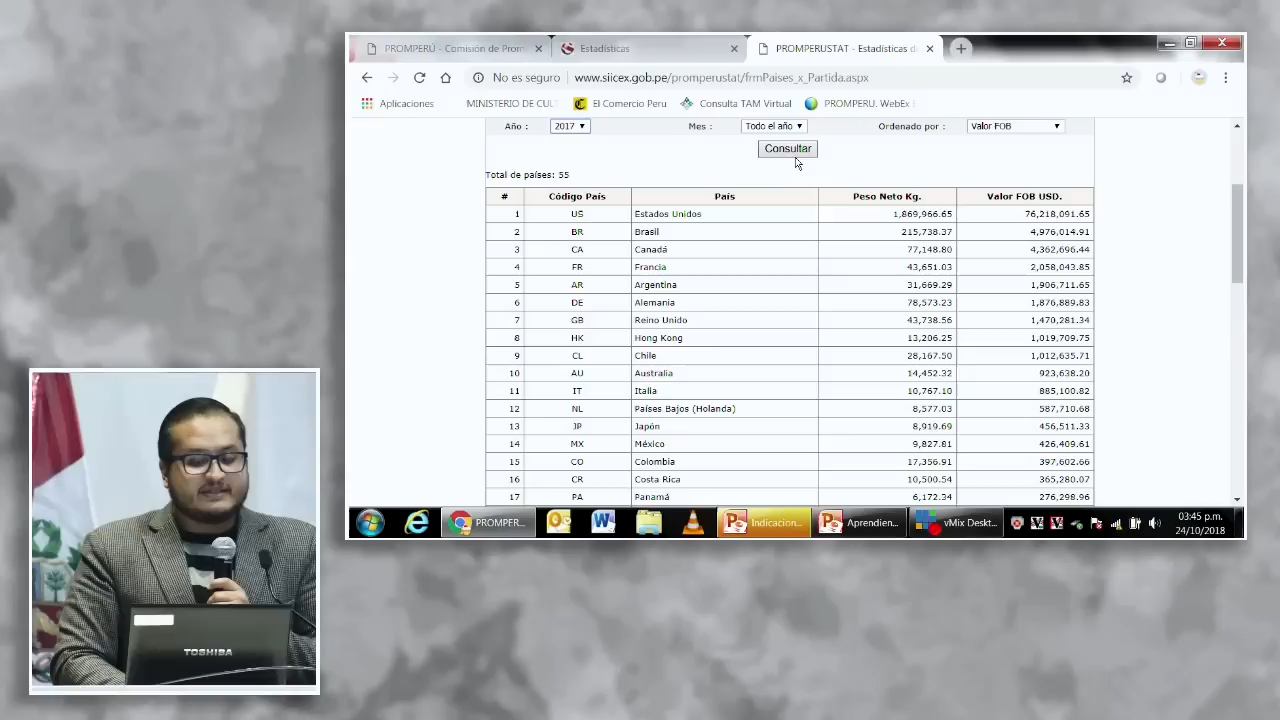 PROMPERÚ - Comisión de Prom
Estadísticas
PROMPERUSTAT - Estadísticas d
No es seguro www.siicex.gob.pe/promperustat/frmPaises_x_Partida.aspx
Aplicaciones MINISTERIO DE CUL El Comercio Peru Consulta TAM Virtual PROMPERU. WebEx
Año : 2017 Mes : Todo el año Ordenado por : Valor FOB
Consultar
Total de países: 55
# Código País País Peso Neto Kg. Valor FOB USD.
1 US Estados Unidos 1,869,966.65 76,218,091.65
2 BR Brasil 215,738.37 4,976,014.91
3 CA Canadá 77,148.80 4,362,696.44
4 FR Francia 43,651.03 2,058,043.85
5 AR Argentina 31,669.29 1,906,711.65
6 DE Alemania 78,573.23 1,876,889.83
7 GB Reino Unido 43,738.56 1,470,281.34
8 HK Hong Kong 13,206.25 1,019,709.75
9 CL Chile 28,167.50 1,012,635.71
10 AU Australia 14,452.32 923,638.20
11 IT Italia 10,767.10 885,100.82
12 NL Países Bajos (Holanda) 8,577.03 587,710.68
13 JP Japón 8,919.69 456,511.33
14 MX México 9,827.81 426,409.61
15 CO Colombia 17,356.91 397,602.66
16 CR Costa Rica 10,500.54 365,280.07
17 PA Panamá 6,172.34 276,298.96
PROMPER... Indicacion... Aprendien... vMix Deskt... 03:45 p.m.
24/10/2018
TOSHIBA